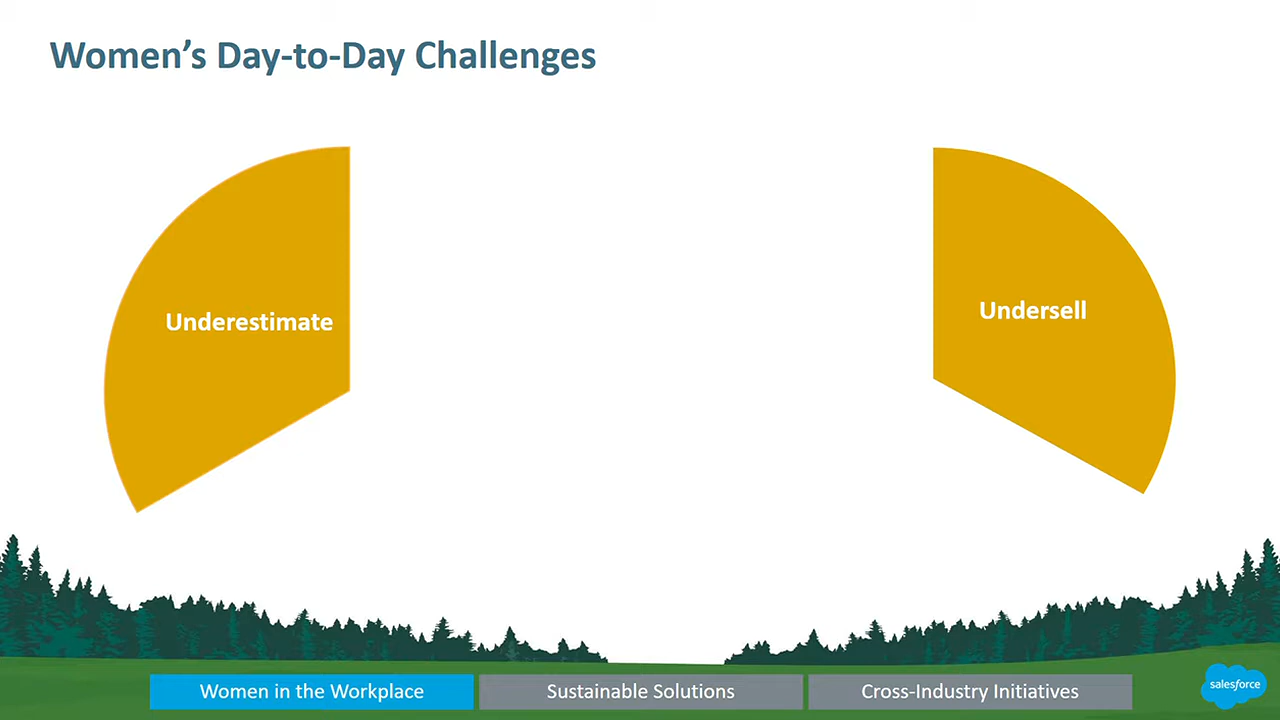 Women’s Day-to-Day Challenges
Underestimate
Undersell
Women in the Workplace
Sustainable Solutions
Cross-Industry Initiatives
salesforce